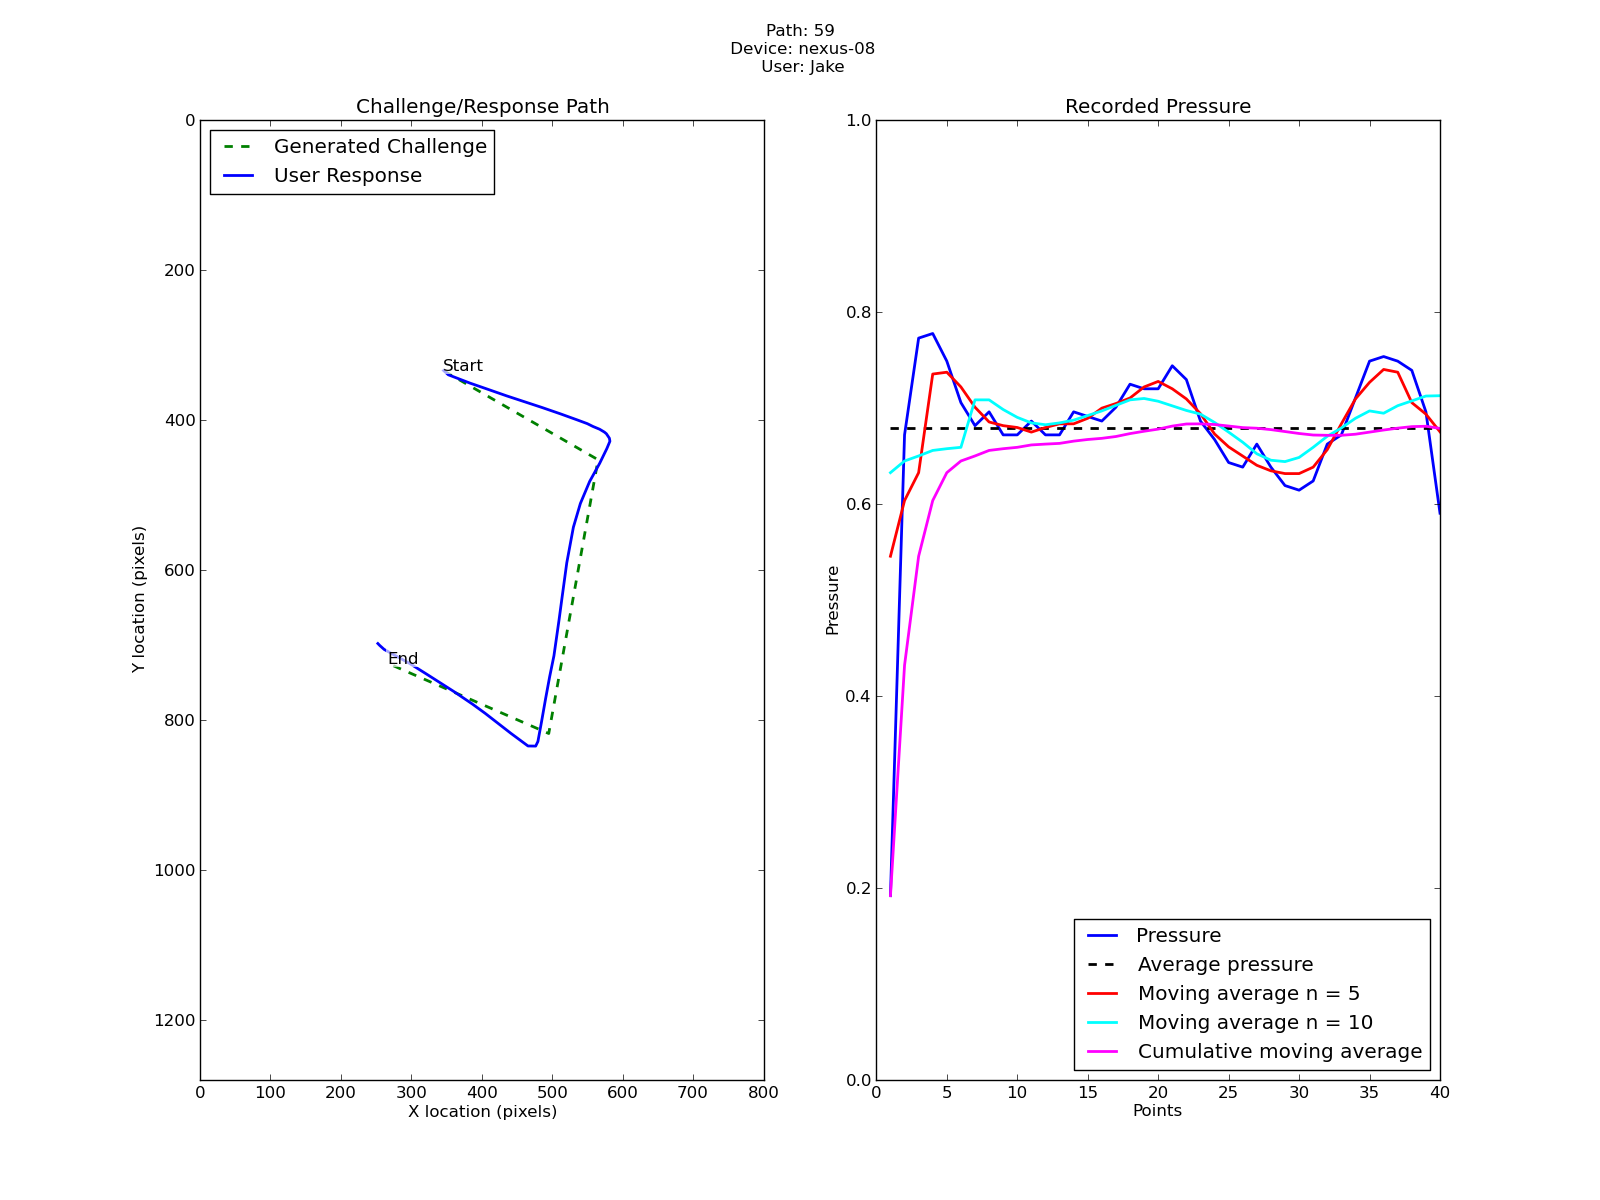 Path: 59
Device: nexus-08
User: Jake
Challenge/Response Path
Generated Challenge
User Response
0
200
400
600
800
1000
1200
Y location (pixels)
Start
End
0 100 200 300 400 500 600 700 800
X location (pixels)
Recorded Pressure
1.0
0.8
0.6
0.4
0.2
0.0
Pressure
Pressure
Average pressure
Moving average n = 5
Moving average n = 10
Cumulative moving average
0 5 10 15 20 25 30 35 40
Points